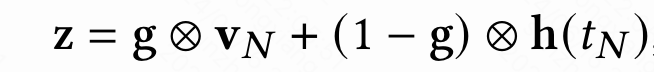 z = g ⊗ v_N + (1 − g) ⊗ h(t_N),